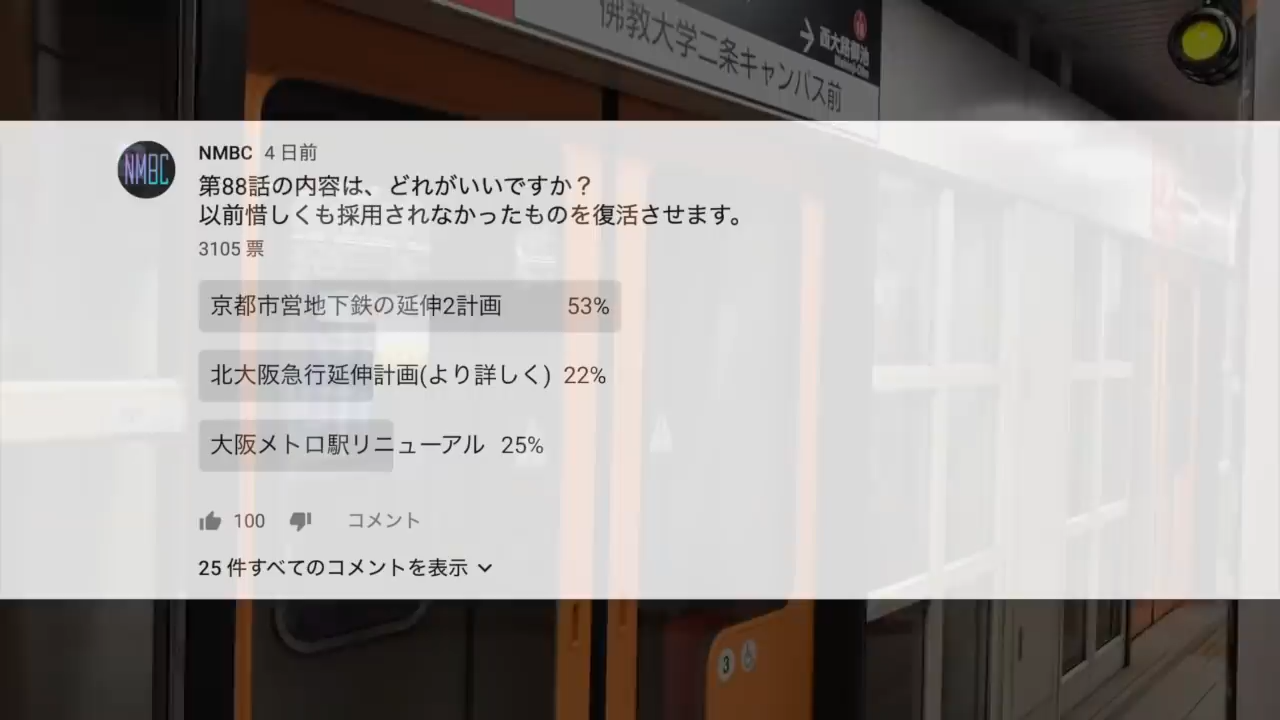 佛教大学二条キャンパス前
西大路御池
NMBC
NMBC 4 日前
第88話の内容は、どれがいいですか？
以前惜しくも採用されなかったものを復活させます。
3105 票
京都市営地下鉄の延伸2計画 53%
北大阪急行延伸計画(より詳しく) 22%
大阪メトロ駅リニューアル 25%
100 コメント
25 件すべてのコメントを表示
3